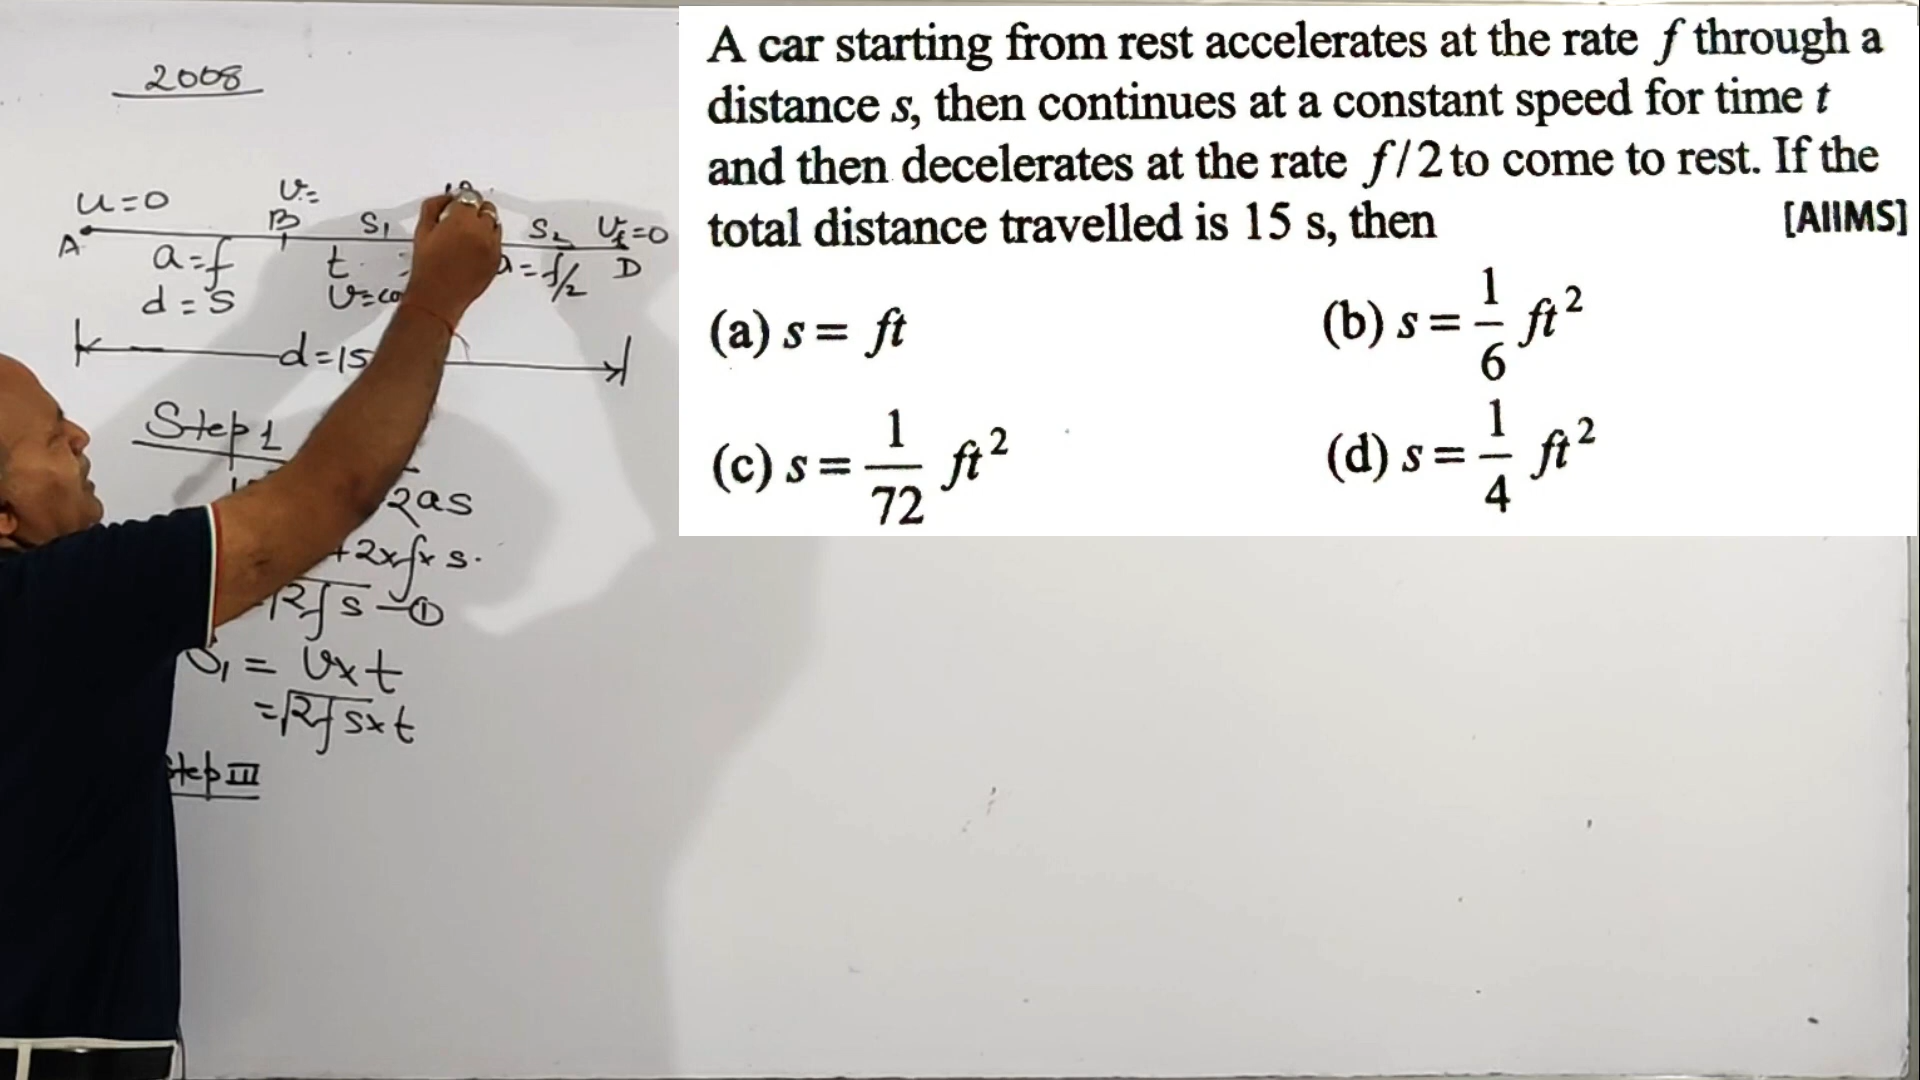 2008
u=0
v=
A
B
S₁
S₂
v_f=0
a=f
t
a=f/2
D
d=S
v=co
d=15
Step 1
2as
+2×f×s.
√2fs —①
S₁ = v×t
=√2fs×t
Step III
A car starting from rest accelerates at the rate f through a
distance s, then continues at a constant speed for time t
and then decelerates at the rate f/2 to come to rest. If the
total distance travelled is 15 s, then [AIIMS]
(a) s = ft
(b) s = 1/6 ft²
(c) s = 1/72 ft²
(d) s = 1/4 ft²